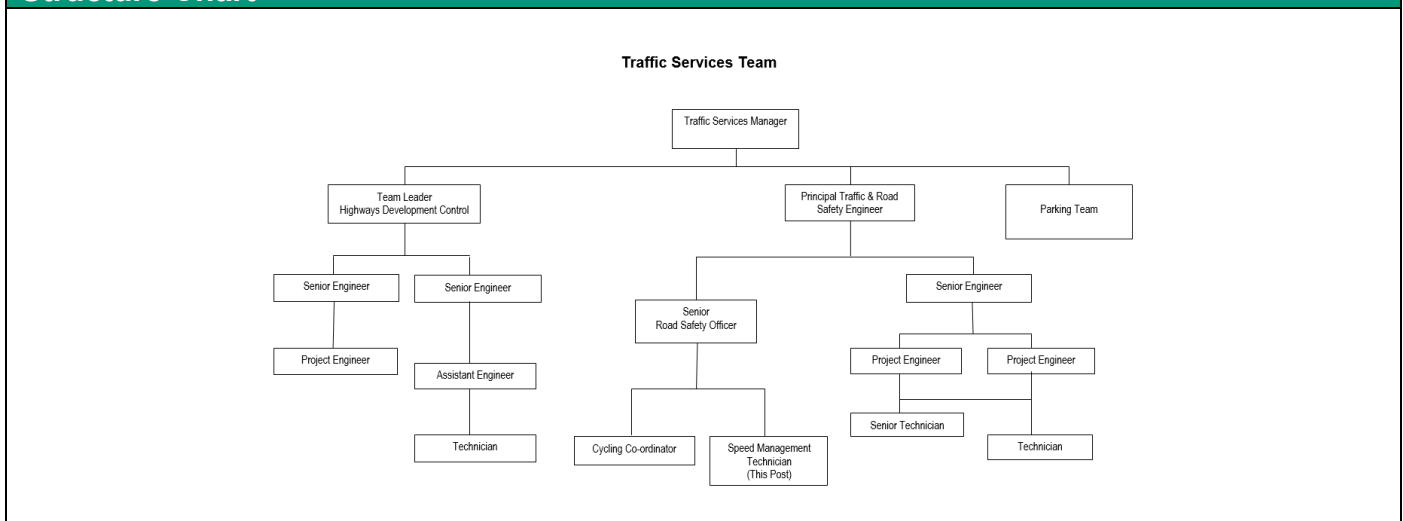 Traffic Services Team
Traffic Services Manager
Team Leader
Highways Development Control
Principal Traffic & Road
Safety Engineer
Parking Team
Senior Engineer
Senior Engineer
Senior
Road Safety Officer
Senior Engineer
Project Engineer
Assistant Engineer
Project Engineer
Project Engineer
Technician
Cycling Co-ordinator
Speed Management
Technician
(This Post)
Senior Technician
Technician